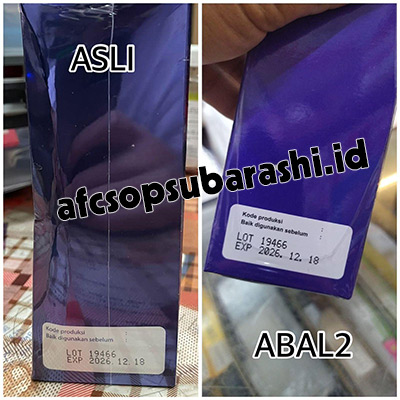 ASLI
afcsopsubarashi.id
Kode produksi
Baik digunakan sebelum
LOT 19466
EXP 2026. 12. 18
Kode produksi :
Baik digunakan sebelum :
LOT 19466
EXP 2026. 12. 18
ABAL2